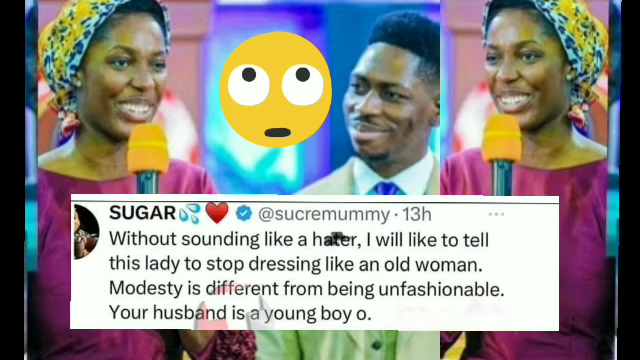 SUGAR💦❤️ @sucremummy · 13h
Without sounding like a hater, I will like to tell
this lady to stop dressing like an old woman.
Modesty is different from being unfashionable.
Your husband is a young boy o.